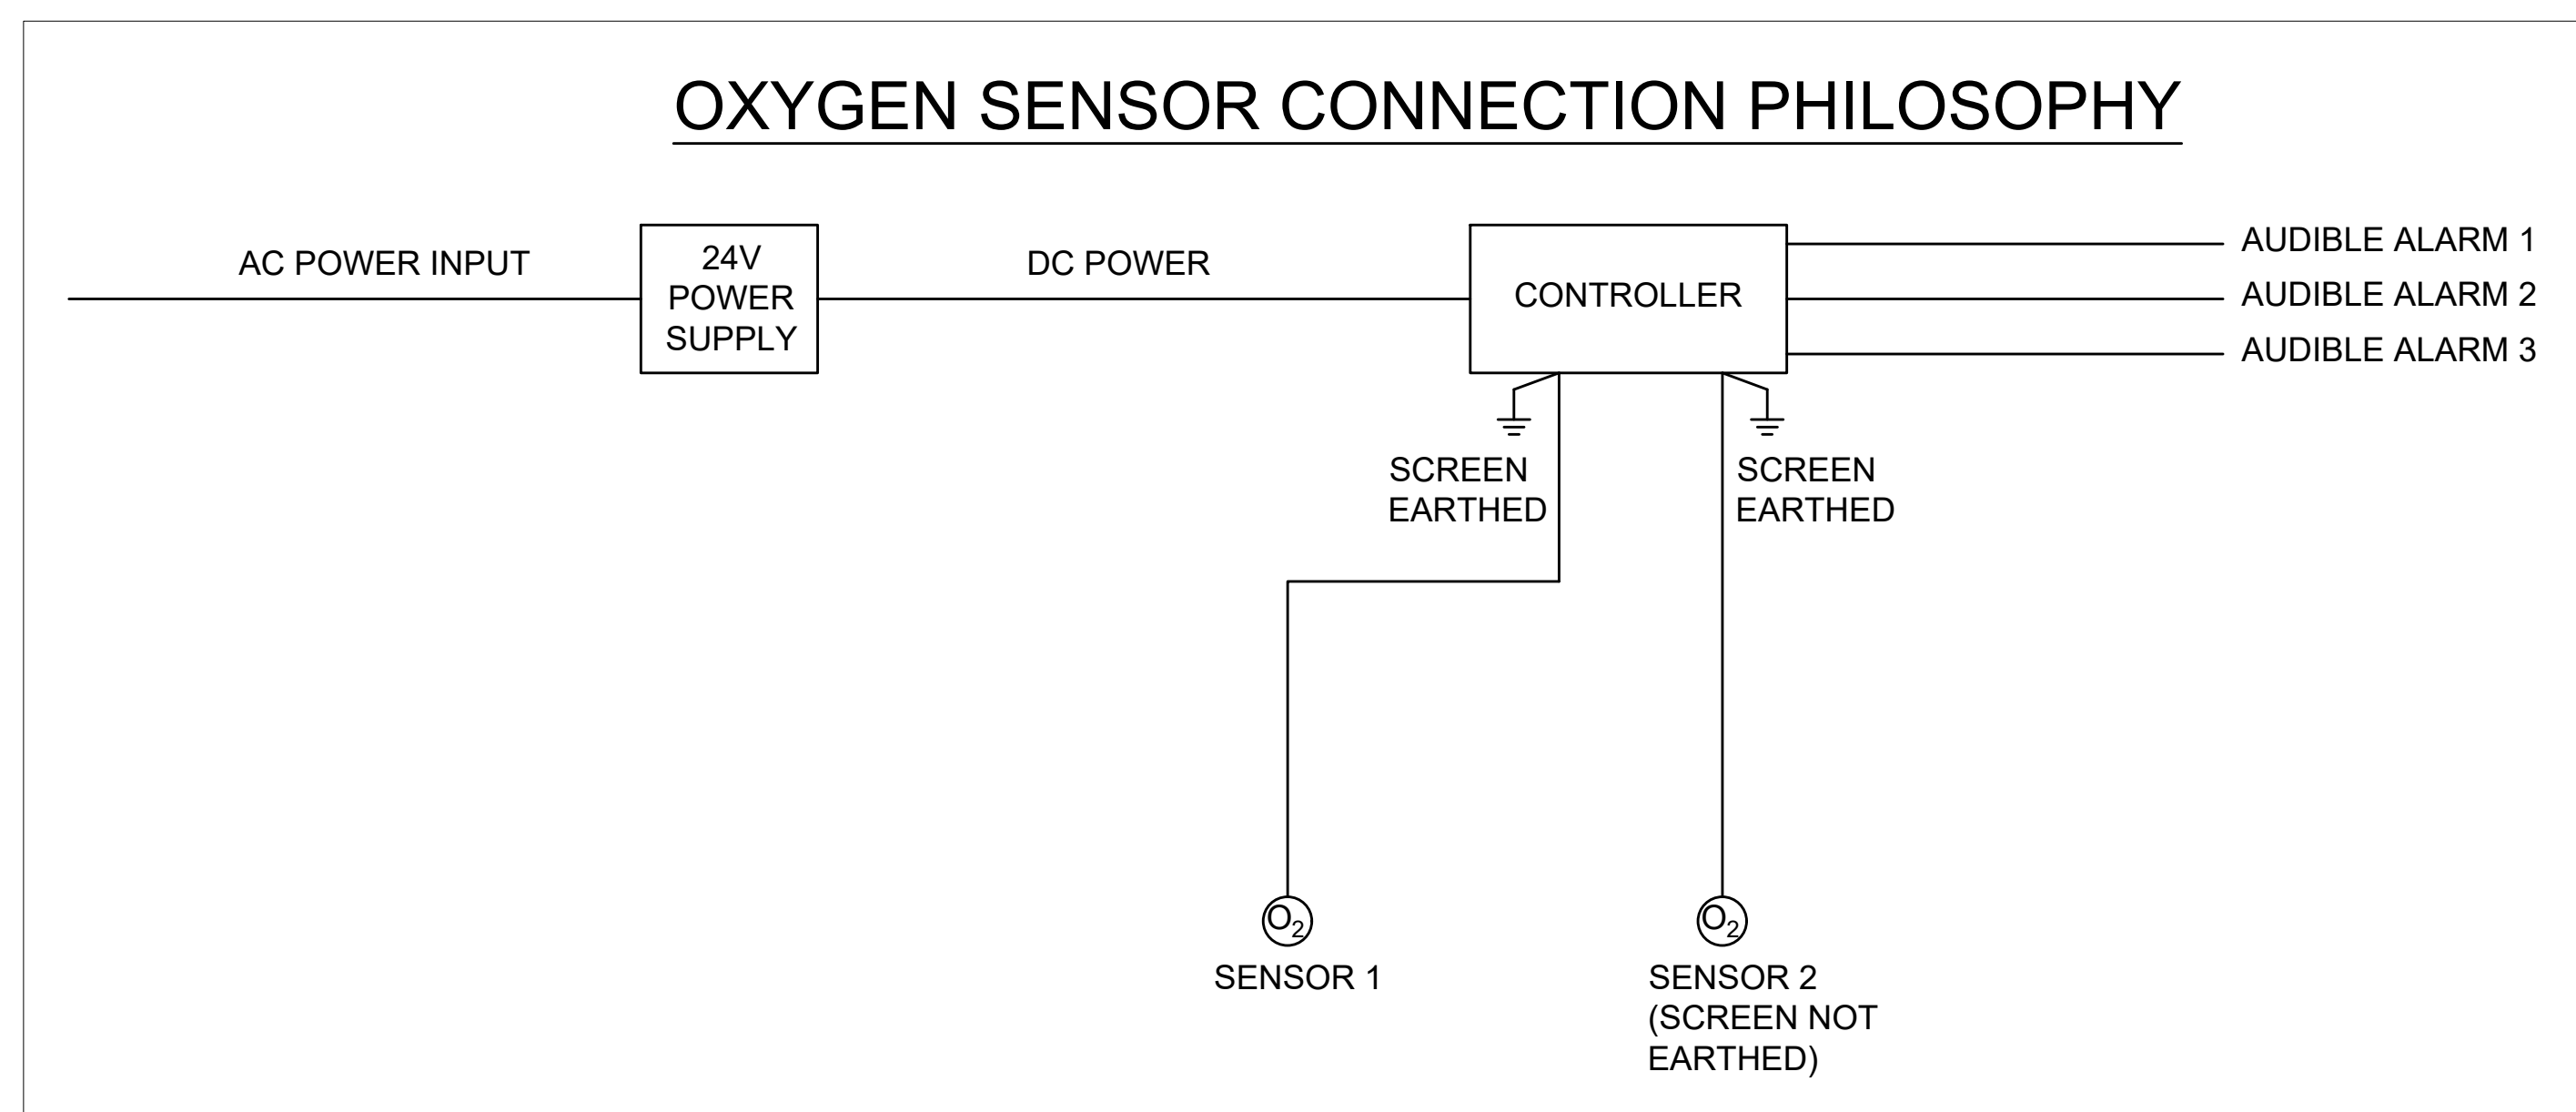 OXYGEN SENSOR CONNECTION PHILOSOPHY
AC POWER INPUT
24V
POWER
SUPPLY
DC POWER
CONTROLLER
AUDIBLE ALARM 1
AUDIBLE ALARM 2
AUDIBLE ALARM 3
SCREEN
EARTHED
SCREEN
EARTHED
O2
SENSOR 1
O2
SENSOR 2
(SCREEN NOT
EARTHED)